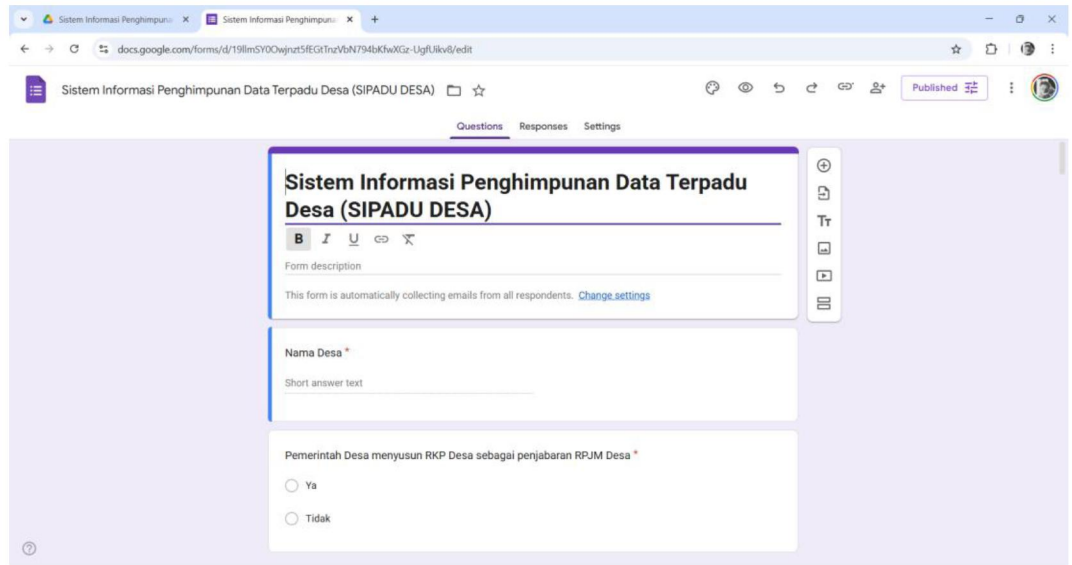 Sistem Informasi Penghimpuna
Sistem Informasi Penghimpuna
docs.google.com/forms/d/19llmSY0Owjnzt5fEGtTnzVbN794bKfwXGz-UgfUikv8/edit
Sistem Informasi Penghimpunan Data Terpadu Desa (SIPADU DESA)
Published
Questions Responses Settings
Sistem Informasi Penghimpunan Data Terpadu
Desa (SIPADU DESA)
B I U
Form description
This form is automatically collecting emails from all respondents. Change settings
Tт
Nama Desa *
Short answer text
Pemerintah Desa menyusun RKP Desa sebagai penjabaran RPJM Desa *
Ya
Tidak